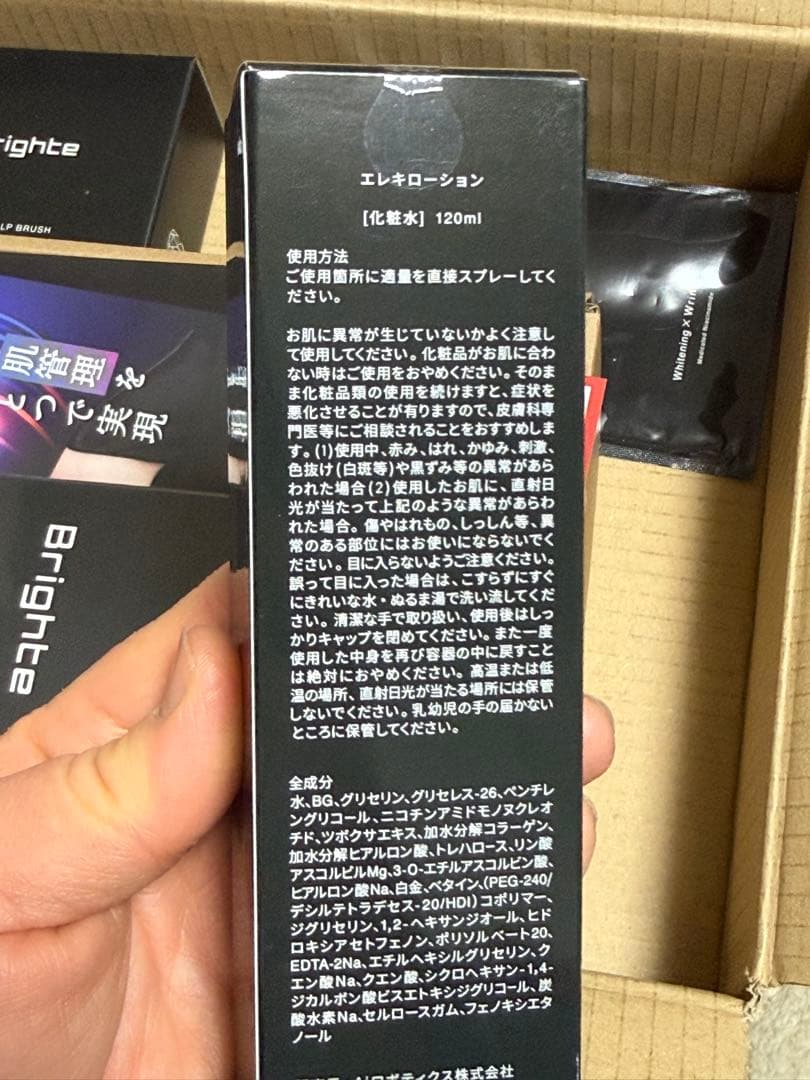 エレキローション
[化粧水] 120ml
使用方法
ご使用箇所に適量を直接スプレーしてく
ださい。
お肌に異常が生じていないかよく注意し
て使用してください。化粧品がお肌に合わ
ない時はご使用をおやめください。そのま
ま化粧品類の使用を続けますと、症状を
悪化させることが有りますので、皮膚科専
門医等にご相談されることをおすすめしま
す。(1)使用中、赤み、はれ、かゆみ、刺激、
色抜け(白斑等)や黒ずみ等の異常があら
われた場合(2)使用したお肌に、直射日
光が当たって上記のような異常があらわ
れた場合。傷やはれもの、しっしん等、異
常のある部位にはお使いにならないでく
ださい。目に入らないようご注意ください。
誤って目に入った場合は、こすらずにすぐ
にきれいな水・ぬるま湯で洗い流してくだ
さい。清潔な手で取り扱い、使用後はしっ
かりキャップを閉めてください。また一度
使用した中身を再び容器の中に戻すこと
は絶対におやめください。高温または低
温の場所、直射日光が当たる場所には保管
しないでください。乳幼児の手の届かない
ところに保管してください。
全成分
水、BG、グリセリン、グリセレス-26、ペンチレ
ングリコール、ニコチンアミドモノヌクレオ
チド、ツボクサエキス、加水分解コラーゲン、
加水分解ヒアルロン酸、トレハロース、リン酸
アスコルビルMg、3-O-エチルアスコルビン酸、
ヒアルロン酸Na、白金、ベタイン、(PEG-240/
デシルテトラデセス-20/HDI)コポリマー、
ジグリセリン、1,2-ヘキサンジオール、ヒド
ロキシアセトフェノン、ポリソルベート20、
EDTA-2Na、エチルヘキシルグリセリン、ク
エン酸Na、クエン酸、シクロヘキサン-1,4-
ジカルボン酸ビスエトキシジグリコール、炭
酸水素Na、セルロースガム、フェノキシエタ
ノール
AIロボティクス株式会社
righte
LP BRUSH
肌管理を
つで実現
Brighte
Whitening×Wrin
Medicated Niacinamide